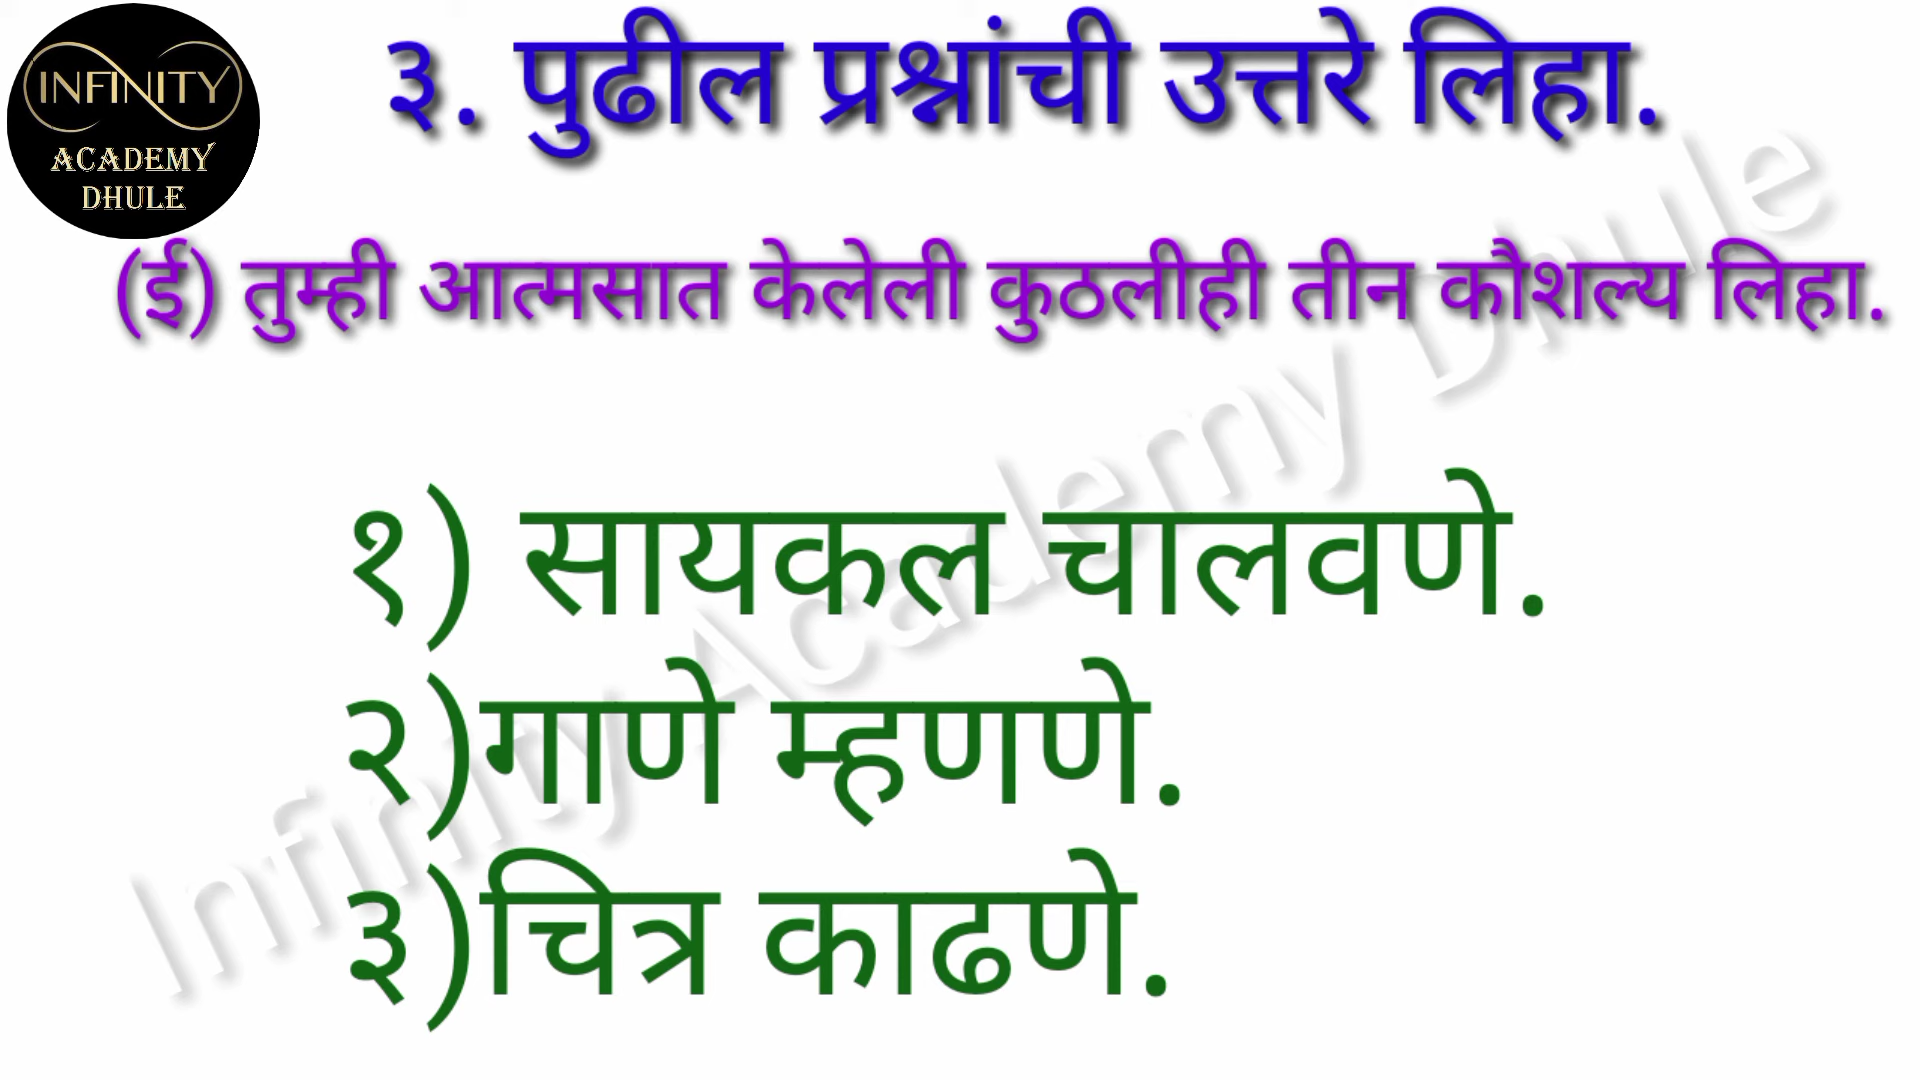 INFINITY
ACADEMY
DHULE
३. पुढील प्रश्नांची उत्तरे लिहा.
(ई) तुम्ही आत्मसात केलेली कुठलीही तीन कौशल्य लिहा.
१) सायकल चालवणे.
२)गाणे म्हणणे.
३)चित्र काढणे.
Infinity Academy Dhule